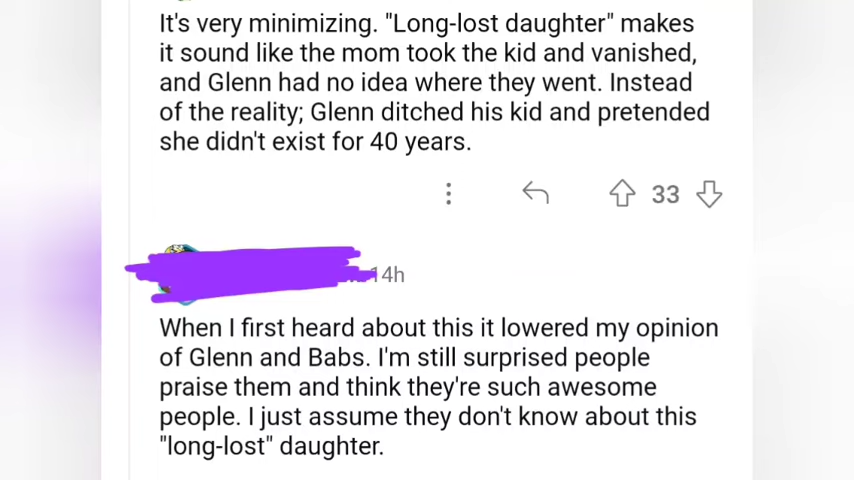 It's very minimizing. "Long-lost daughter" makes
it sound like the mom took the kid and vanished,
and Glenn had no idea where they went. Instead
of the reality; Glenn ditched his kid and pretended
she didn't exist for 40 years.
33
14h
When I first heard about this it lowered my opinion
of Glenn and Babs. I'm still surprised people
praise them and think they're such awesome
people. I just assume they don't know about this
"long-lost" daughter.